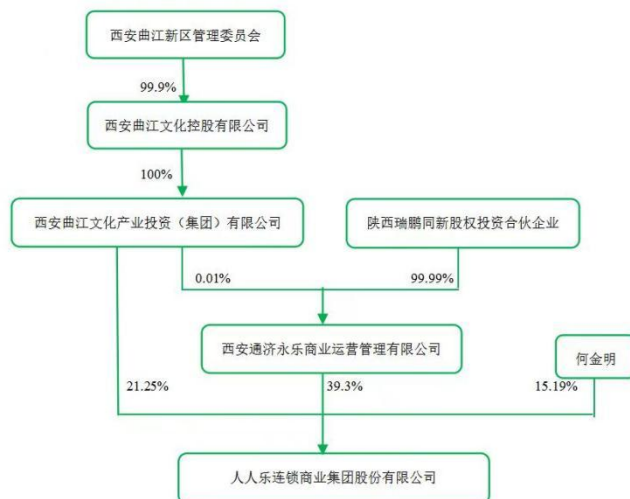 西安曲江新区管理委员会
99.9%
西安曲江文化控股有限公司
100%
西安曲江文化产业投资（集团）有限公司
陕西瑞鹏同新股权投资合伙企业
0.01%
99.99%
西安通济永乐商业运营管理有限公司
何金明
21.25%
39.3%
15.19%
人人乐连锁商业集团股份有限公司